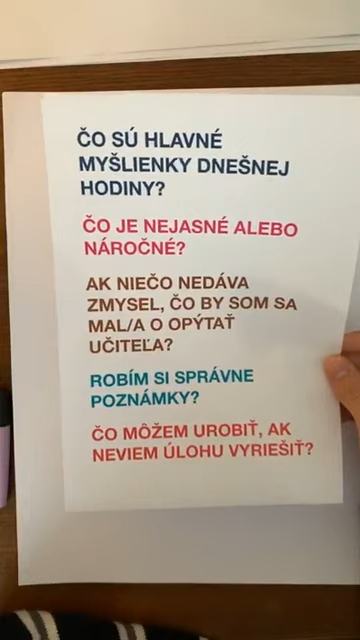 ČO SÚ HLAVNÉ
MYŠLIENKY DNEŠNEJ
HODINY?
ČO JE NEJASNÉ ALEBO
NÁROČNÉ?
AK NIEČO NEDÁVA
ZMYSEL, ČO BY SOM SA
MAL/A O OPÝTAŤ
UČITEĽA?
ROBÍM SI SPRÁVNE
POZNÁMKY?
ČO MÔŽEM UROBIŤ, AK
NEVIEM ÚLOHU VYRIEŠIŤ?